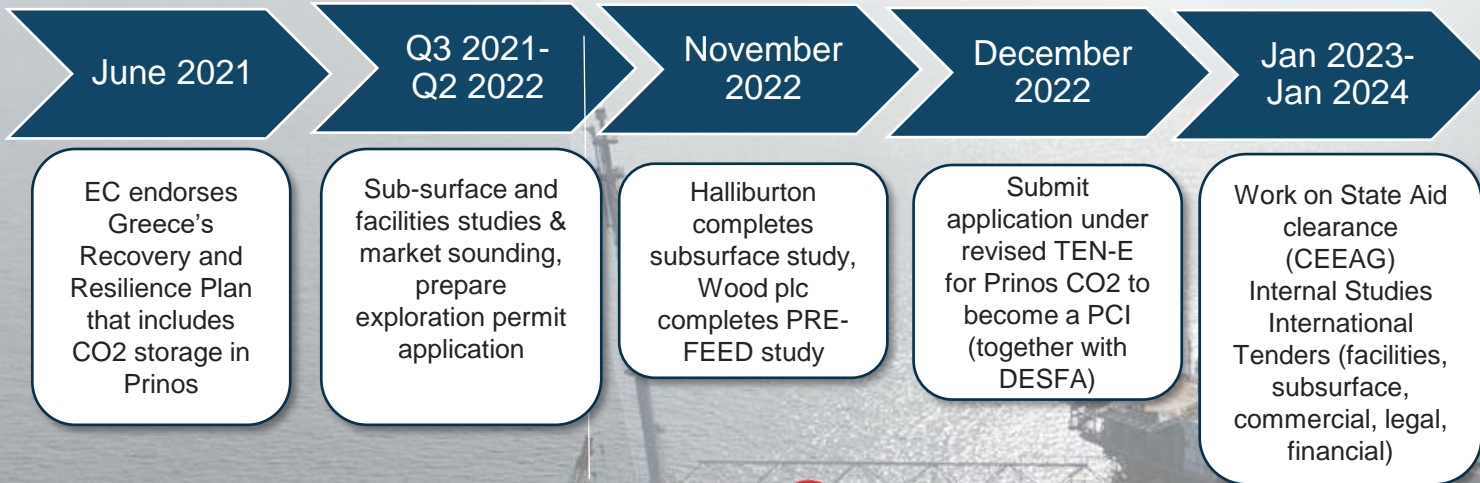 June 2021
Q3 2021-
Q2 2022
November
2022
December
2022
Jan 2023-
Jan 2024
EC endorses
Greece's
Recovery and
Resilience Plan
that includes
CO2 storage in
Prinos
Sub-surface and
facilities studies &
market sounding,
prepare
exploration permit
application
Halliburton
completes
subsurface study,
Wood plc
completes PRE-
FEED study
Submit
application under
revised TEN-E
for Prinos CO2 to
become a PCI
(together with
DESFA)
Work on State Aid
clearance
(CEEAG)
Internal Studies
International
Tenders (facilities,
subsurface,
commercial, legal,
financial)